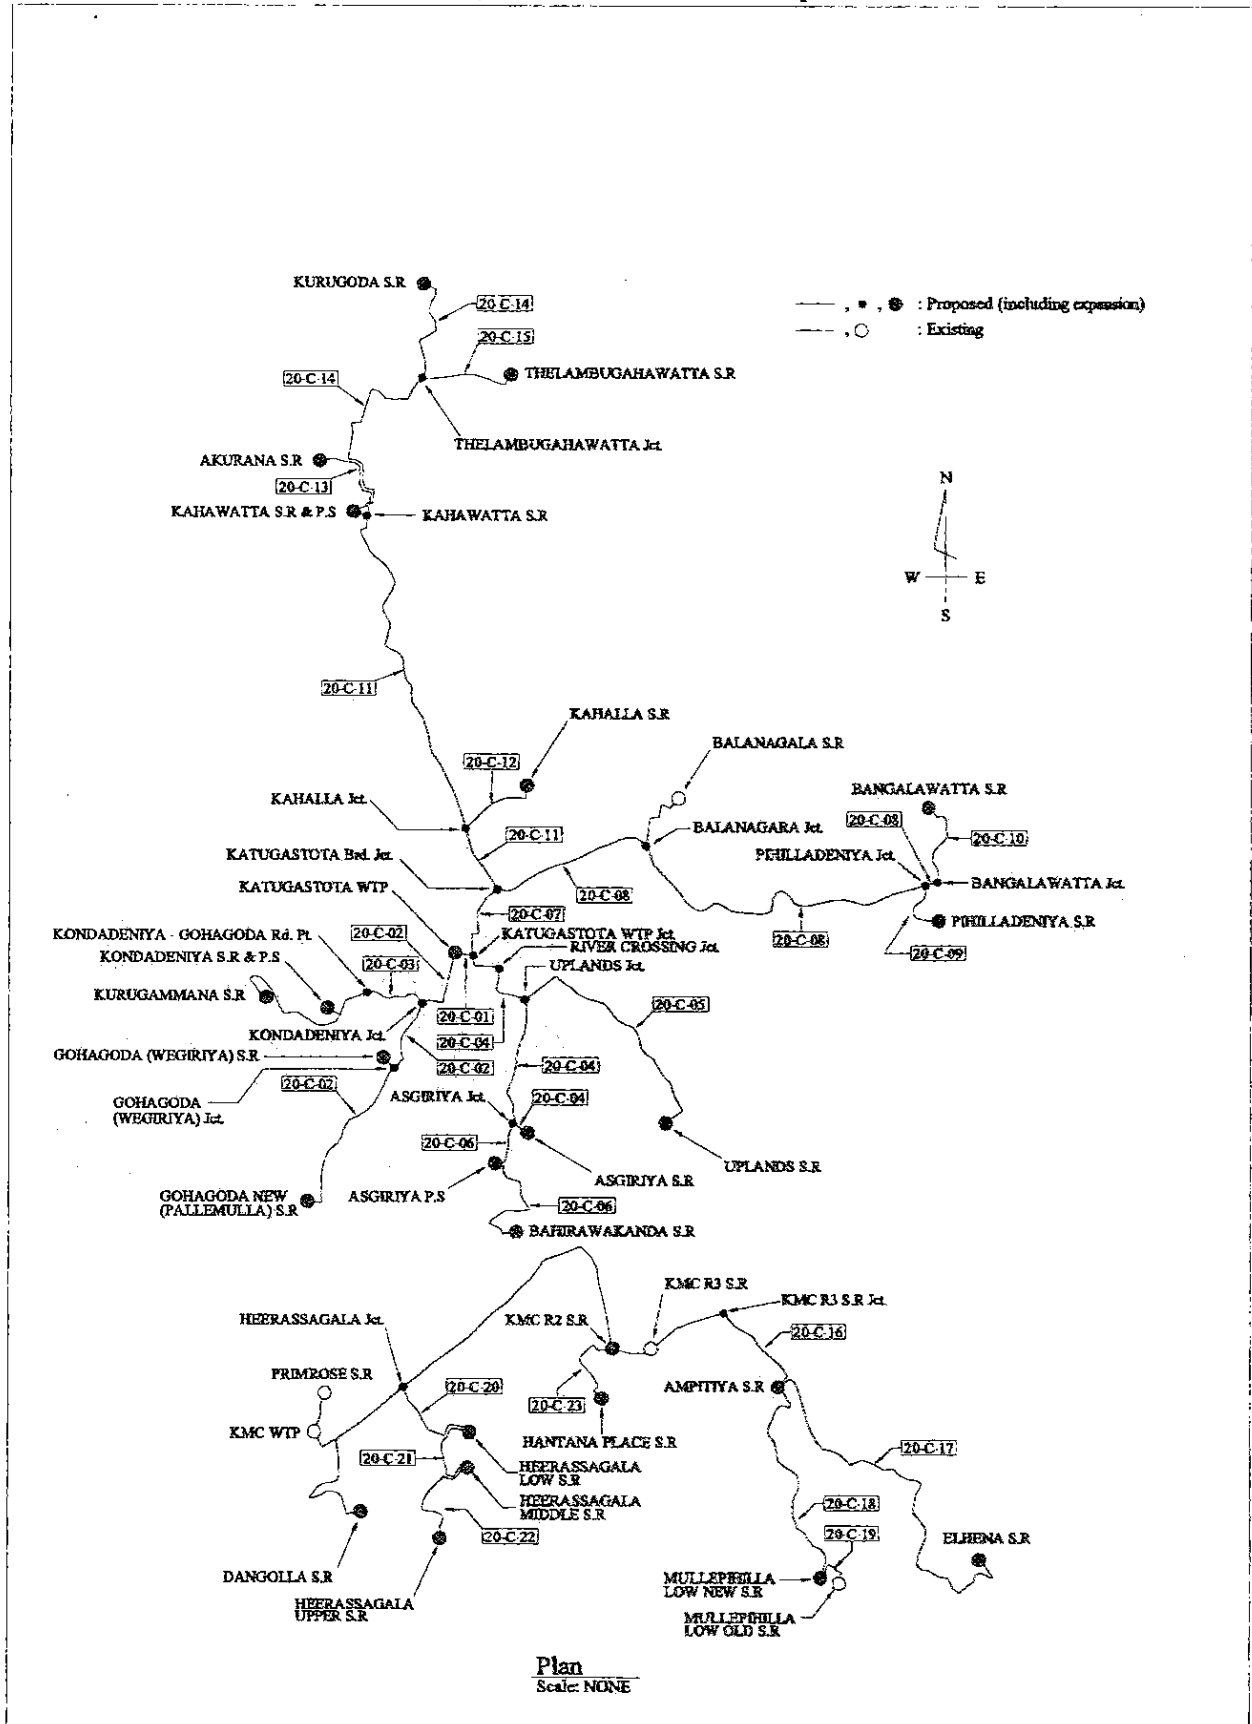 KURUGODA S.R
20-C-14
, , : Proposed (including expansion)
, : Existing
20-C-15
THELAMBUGAHAWATTA S.R
20-C-14
THELAMBUGAHAWATTA Jct.
AKURANA S.R
20-C-13
KAHAWATTA S.R & P.S
KAHAWATTA S.R
N
W E
S
20-C-11
KAHALLA S.R
BALANAGALA S.R
20-C-12
BANGALAWATTA S.R
KAHALLA Jct.
20-C-08
20-C-11
BALANAGARA Jct.
20-C-10
KATUGASTOTA Brd. Jct.
PIHILLADENIYA Jct.
KATUGASTOTA WTP
20-C-08
BANGALAWATTA Jct.
20-C-07
PIHILLADENIYA S.R
KONDADENIYA - GOHAGODA Rd. Pt.
20-C-02
KATUGASTOTA WTP Jct.
20-C-08
RIVER CROSSING Jct.
20-C-09
KONDADENIYA S.R & P.S
20-C-03
UPLANDS Jct.
KURUGAMMANA S.R
20-C-05
20-C-01
KONDADENIYA Jct.
20-C-04
GOHAGODA (WEGIRIYA) S.R
20-C-02
20-C-04
20-C-02
ASGIRIYA Jct.
20-C-04
GOHAGODA
(WEGIRIYA) Jct.
20-C-06
UPLANDS S.R
ASGIRIYA S.R
GOHAGODA NEW
(PALLEMULLA) S.R
ASGIRIYA P.S
20-C-06
BAHIRAWAKANDA S.R
KMC R3 S.R
KMC R3 S.R Jct.
HEERASSAGALA Jct.
KMC R2 S.R
20-C-16
PRIMROSE S.R
20-C-20
AMPITIYA S.R
20-C-23
KMC WTP
HANTANA PLACE S.R
20-C-17
20-C-21
HEERASSAGALA
LOW S.R
HEERASSAGALA
MIDDLE S.R
20-C-18
20-C-22
20-C-19
ELHENA S.R
DANGOLLA S.R
MULLEPIHILLA
LOW NEW S.R
HEERASSAGALA
UPPER S.R
MULLEPIHILLA
LOW OLD S.R
Plan
Scale: NONE